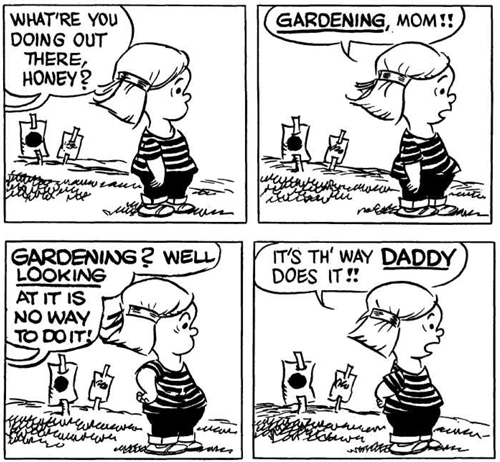 WHAT'RE YOU
DOING OUT
THERE,
HONEY?
GARDENING, MOM!!
GARDENING? WELL
LOOKING
AT IT IS
NO WAY
TO DO IT!
IT'S TH' WAY DADDY
DOES IT!!